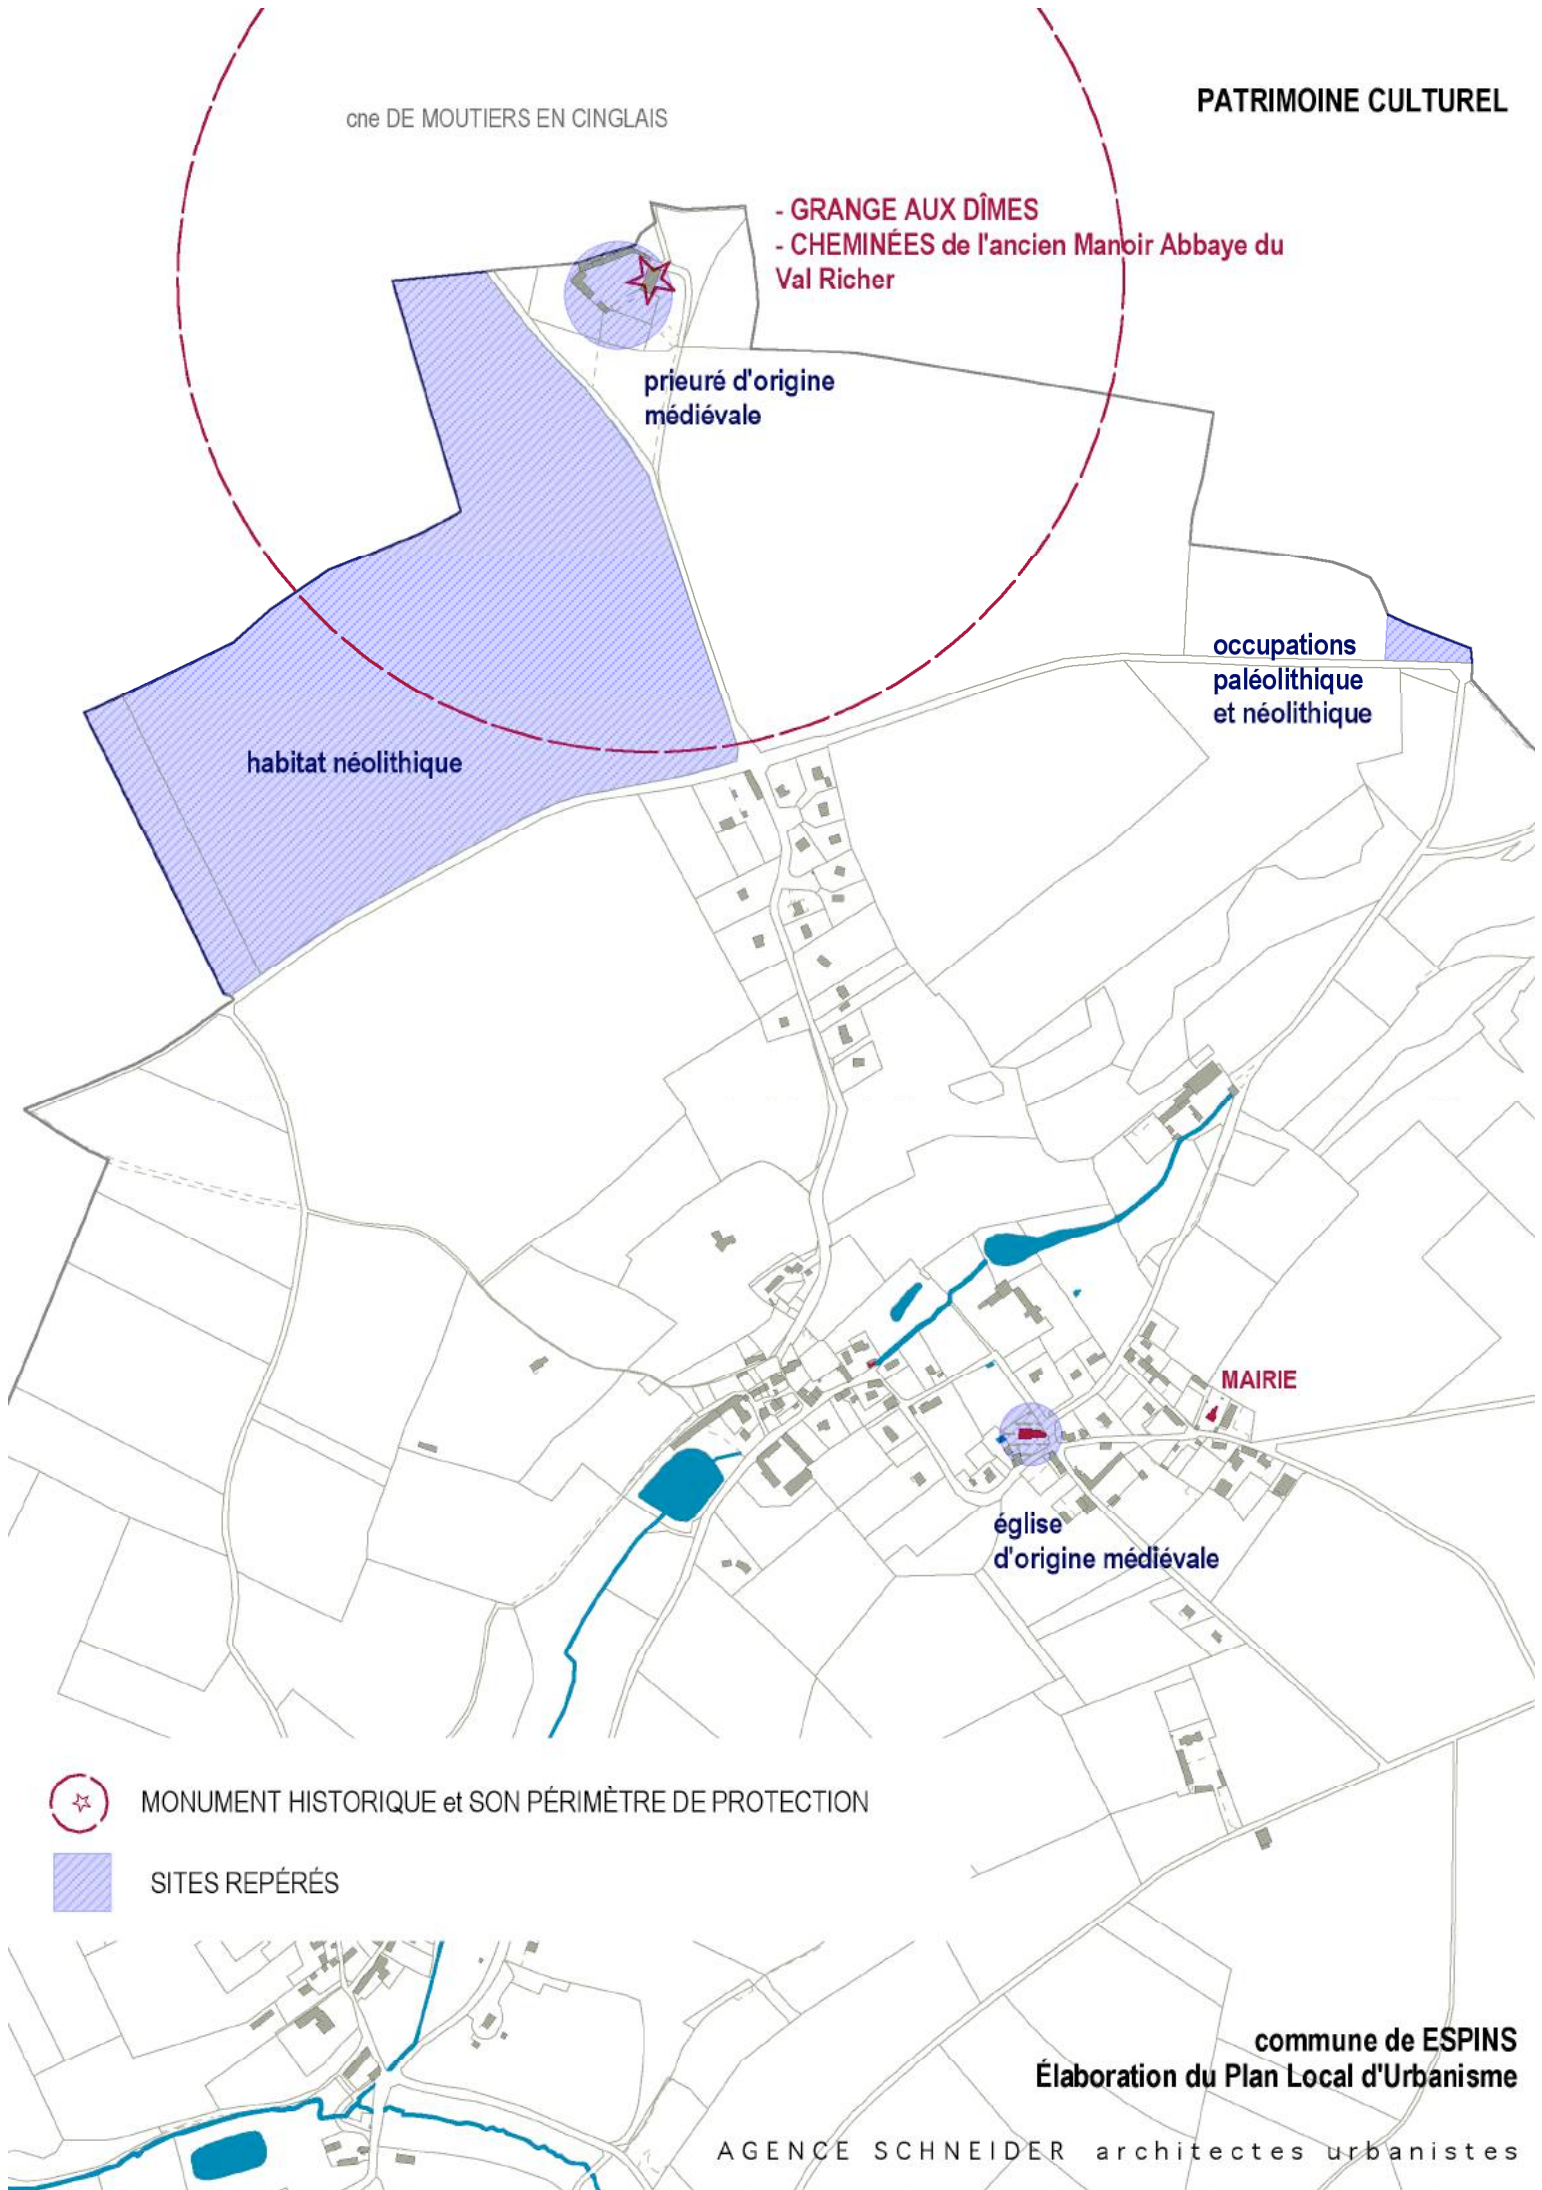 PATRIMOINE CULTUREL
cne DE MOUTIERS EN CINGLAIS
- GRANGE AUX DÎMES
- CHEMINÉES de l'ancien Manoir Abbaye du
Val Richer
prieuré d'origine
médiévale
occupations
paléolithique
et néolithique
habitat néolithique
MAIRIE
église
d'origine médiévale
MONUMENT HISTORIQUE et SON PÉRIMÈTRE DE PROTECTION
SITES REPÉRÉS
commune de ESPINS
Élaboration du Plan Local d'Urbanisme
AGENCE SCHNEIDER architectes urbanistes